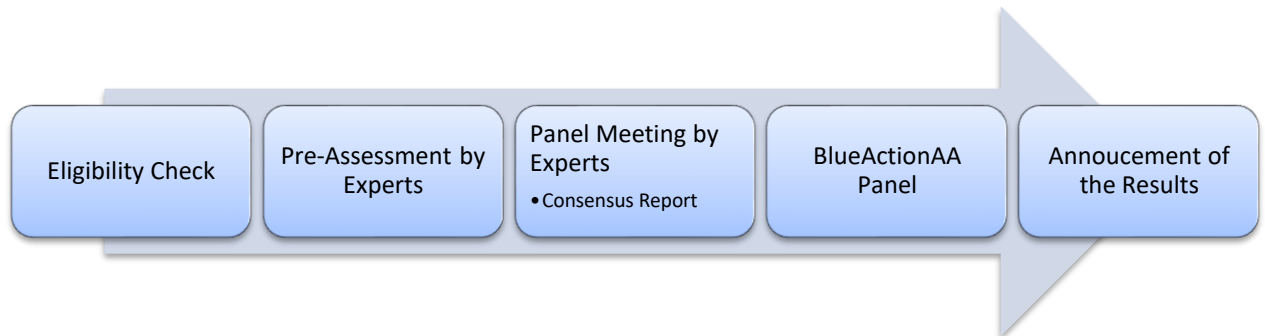 Eligibility Check
Pre-Assessment by
Experts
Panel Meeting by
Experts
•Consensus Report
BlueActionAA
Panel
Annoucement of
the Results